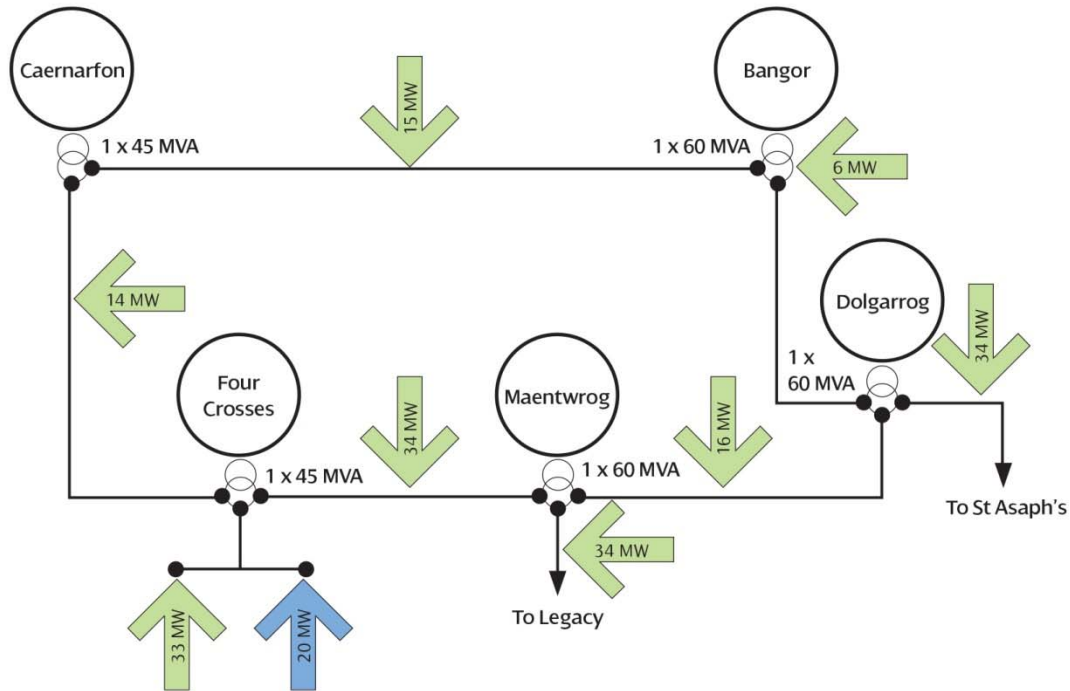 Caernarfon
Bangor
15 MW
1 x 45 MVA
1 x 60 MVA
6 MW
14 MW
Dolgarrog
34 MW
1 x
60 MVA
Four
Crosses
Maentwrog
34 MW
16 MW
1 x 45 MVA
1 x 60 MVA
To St Asaph's
34 MW
To Legacy
33 MW
20 MW